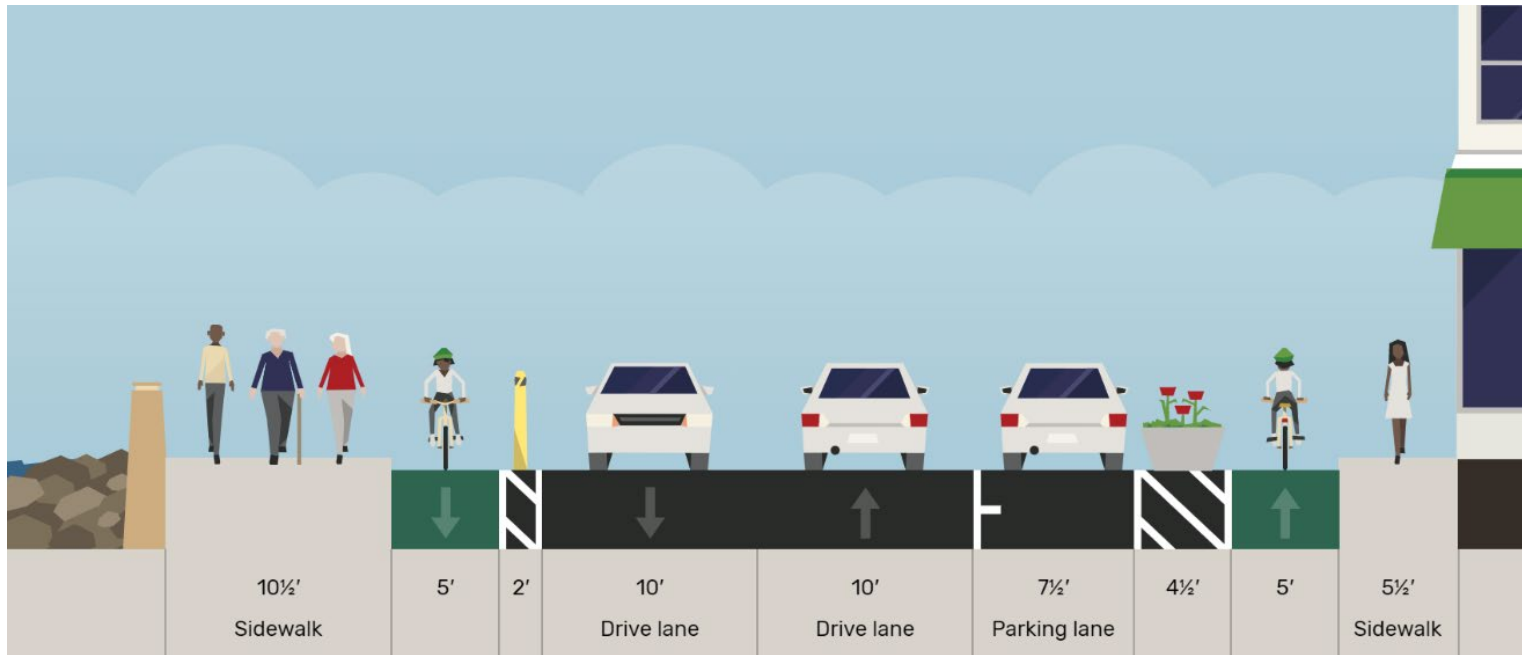 10½′ 5′ 2′ 10′ 10′ 7½′ 4½′ 5′ 5½′
Sidewalk Drive lane Drive lane Parking lane Sidewalk